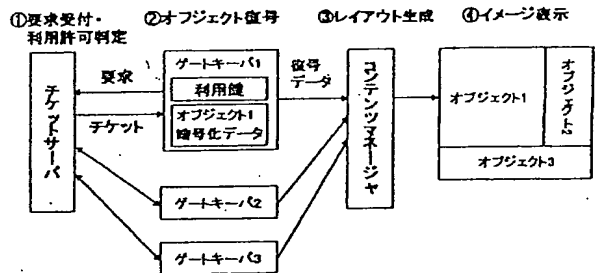 ①要求受付・
利用許可判定
②オブジェクト復号
③レイアウト生成
④イメージ表示
チケットサーバ
要求
チケット
ゲートキーパ1
利用鍵
オブジェクト1
暗号化データ
復号
データ
コンテンツマネージャ
オブジェクト1
オブジェクト2
オブジェクト3
ゲートキーパ2
ゲートキーパ3